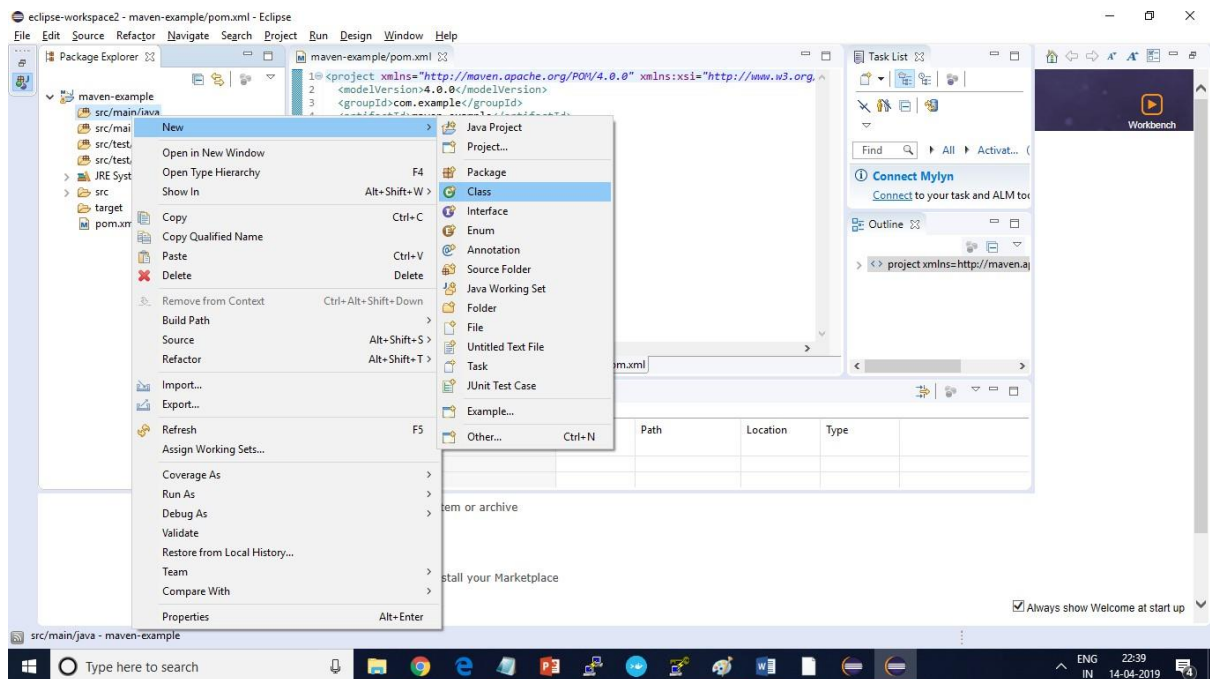 eclipse-workspace2 - maven-example/pom.xml - Eclipse
File Edit Source Refactor Navigate Search Project Run Design Window Help
Package Explorer
maven-example
src/main/java
src/mai
src/test
src/test
JRE Syst
src
target
pom.xm
New
Open in New Window
Open Type Hierarchy F4
Show In Alt+Shift+W >
Copy Ctrl+C
Copy Qualified Name
Paste Ctrl+V
Delete Delete
Remove from Context Ctrl+Alt+Shift+Down
Build Path
Source Alt+Shift+S >
Refactor Alt+Shift+T >
Import...
Export...
Refresh F5
Assign Working Sets...
Coverage As
Run As
Debug As
Validate
Restore from Local History...
Team
Compare With
Properties Alt+Enter
Java Project
Project...
Package
Class
Interface
Enum
Annotation
Source Folder
Java Working Set
Folder
File
Untitled Text File
Task
JUnit Test Case
Example...
Other... Ctrl+N
maven-example/pom.xml
1 <project xmlns="http://maven.apache.org/POM/4.0.0" xmlns:xsi="http://www.w3.org,
2 <modelVersion>4.0.0</modelVersion>
3 <groupId>com.example</groupId>
4 <artifactId>maven-example</artifactId>
om.xml
Path Location Type
tem or archive
stall your Marketplace
Task List
Find All Activat...
Connect Mylyn
Connect to your task and ALM too
Outline
project xmlns=http://maven.a
Workbench
Always show Welcome at start up
src/main/java - maven-example
Type here to search
ENG 22:39
IN 14-04-2019
4